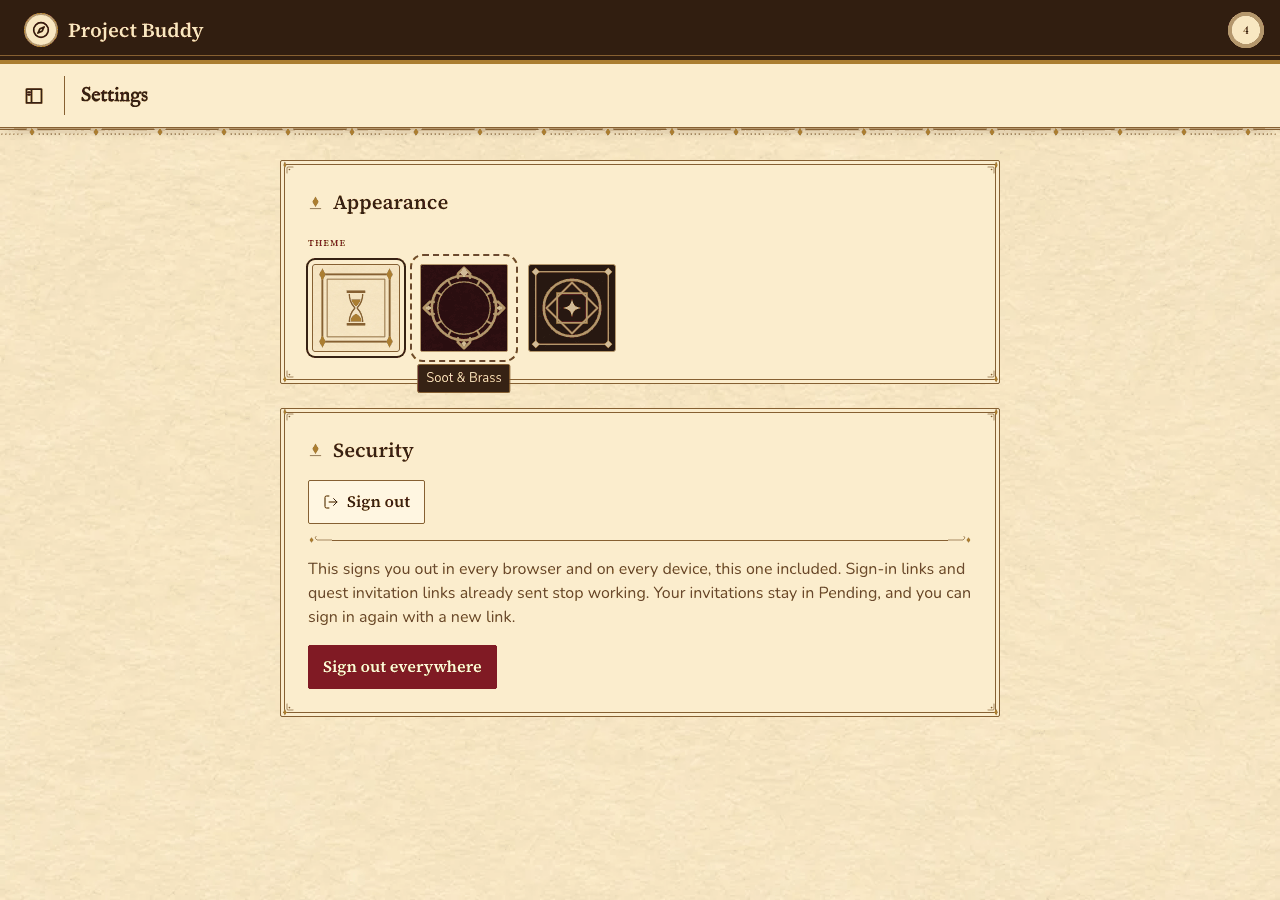 Project Buddy
4
Settings
Appearance
THEME
Soot & Brass
Security
Sign out
This signs you out in every browser and on every device, this one included. Sign-in links and
quest invitation links already sent stop working. Your invitations stay in Pending, and you can
sign in again with a new link.
Sign out everywhere